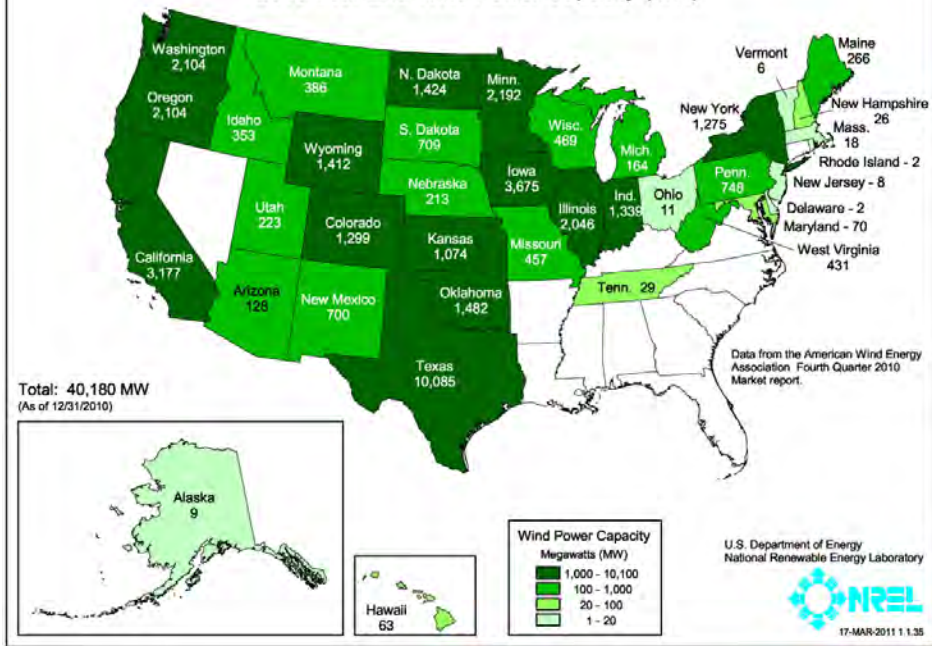 Washington
2,104
Oregon
2,104
California
3,177
Idaho
353
Montana
386
Wyoming
1,412
Utah
223
Colorado
1,299
Arizona
128
New Mexico
700
N. Dakota
1,424
S. Dakota
709
Nebraska
213
Kansas
1,074
Oklahoma
1,482
Texas
10,085
Minn.
2,192
Iowa
3,675
Missouri
457
Wisc.
469
Illinois
2,046
Mich.
164
Ind.
1,339
Ohio
11
Tenn. 29
Penn.
748
New York
1,275
Vermont
6
Maine
266
New Hampshire
26
Mass.
18
Rhode Island - 2
New Jersey - 8
Delaware - 2
Maryland - 70
West Virginia
431
Data from the American Wind Energy
Association Fourth Quarter 2010
Market report.
Total: 40,180 MW
(As of 12/31/2010)
Alaska
9
Hawaii
63
Wind Power Capacity
Megawatts (MW)
1,000 - 10,100
100 - 1,000
20 - 100
1 - 20
U.S. Department of Energy
National Renewable Energy Laboratory
NREL
17-MAR-2011 1.1.35